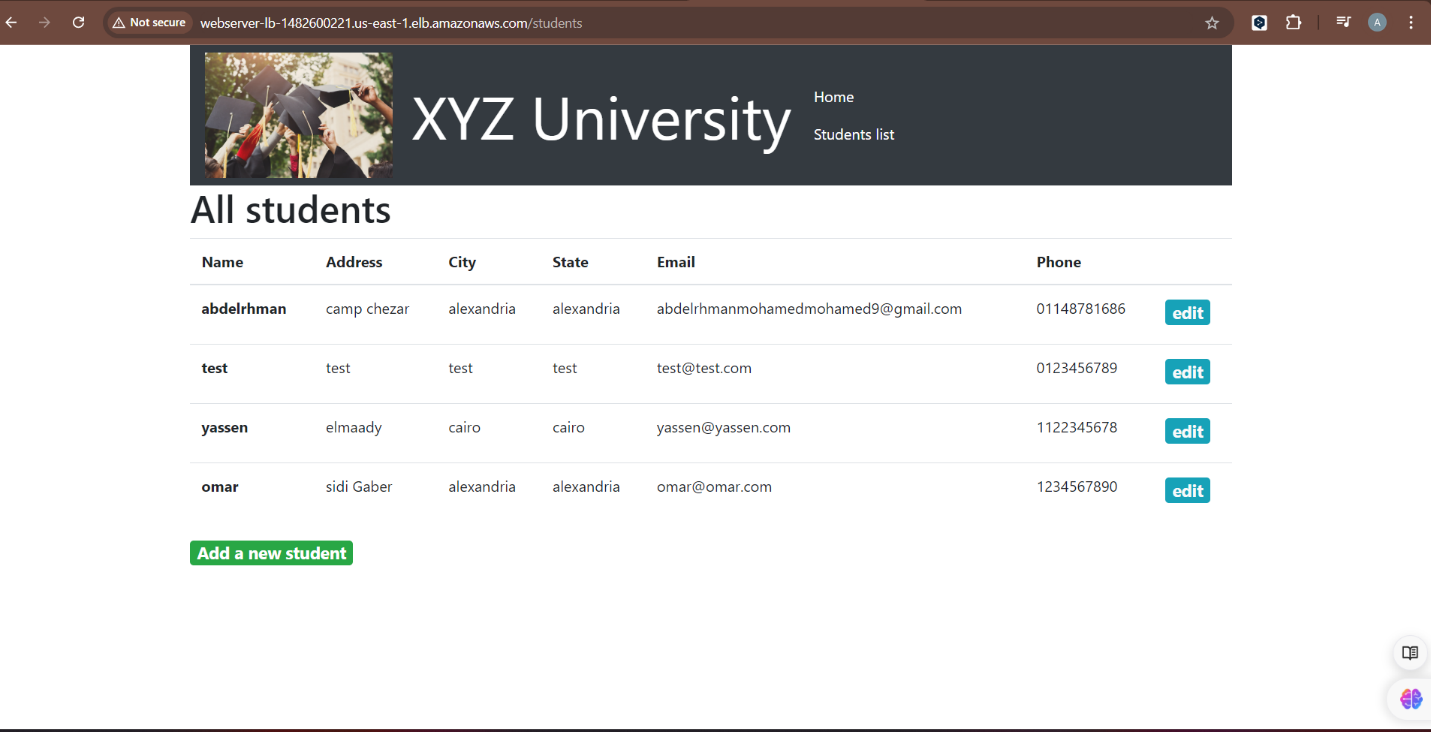 Not secure webserver-lb-1482600221.us-east-1.elb.amazonaws.com/students A
XYZ University
Home
Students list
All students
Name Address City State Email Phone
abdelrhman camp chezar alexandria alexandria abdelrhmanmohamedmohamed9@gmail.com 01148781686 edit
test test test test test@test.com 0123456789 edit
yassen elmaady cairo cairo yassen@yassen.com 1122345678 edit
omar sidi Gaber alexandria alexandria omar@omar.com 1234567890 edit
Add a new student